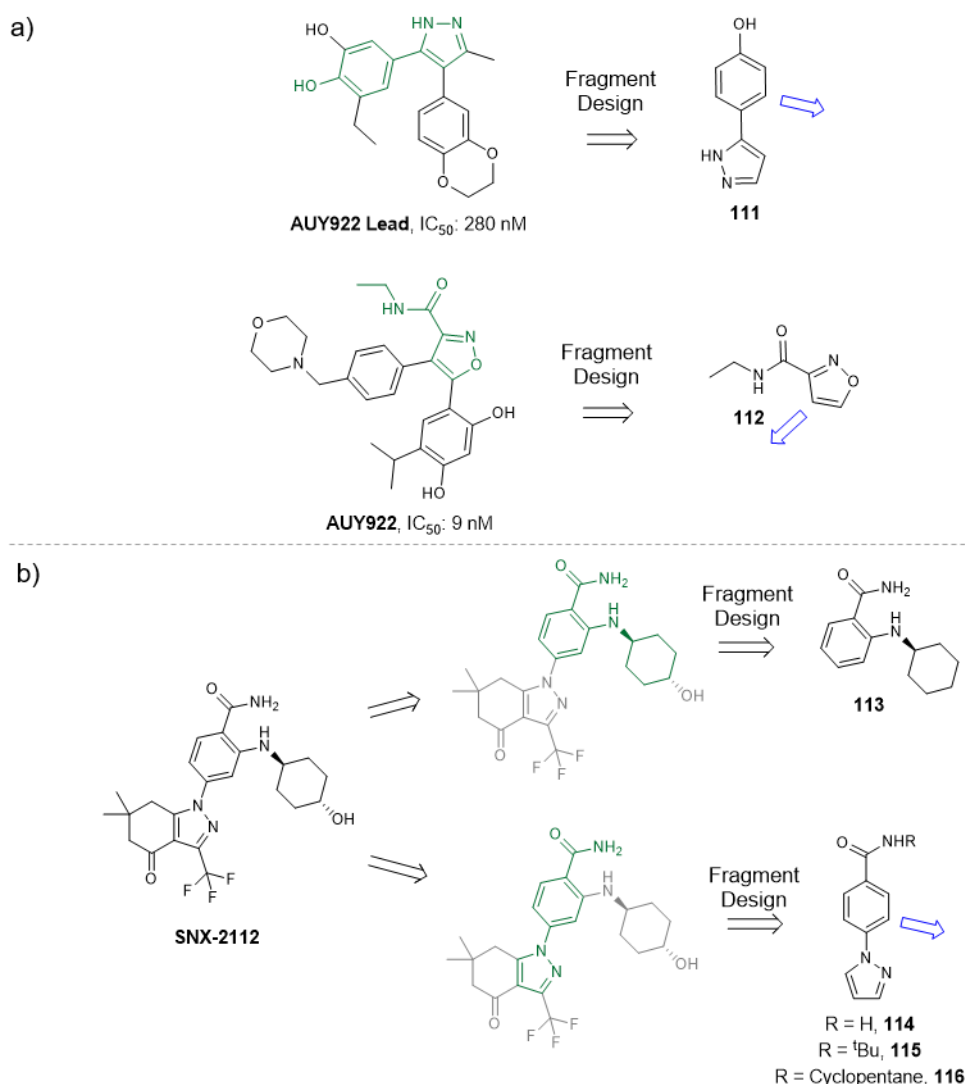 a)
HO
HN
N
HO
O
O
AUY922 Lead, IC50: 280 nM
Fragment
Design
OH
HN
N
111
O
HN
N
O
O
N
OH
HO
AUY922, IC50: 9 nM
Fragment
Design
O
N
O
N
H
112
b)
O
NH2
H
N
N
N
OH
O
F
F
F
SNX-2112
O
NH2
H
N
N
N
OH
O
F
F
F
Fragment
Design
O
NH2
H
N
113
O
NH2
H
N
N
N
OH
O
F
F
F
Fragment
Design
O
NHR
N
N
R = H, 114
R = tBu, 115
R = Cyclopentane, 116